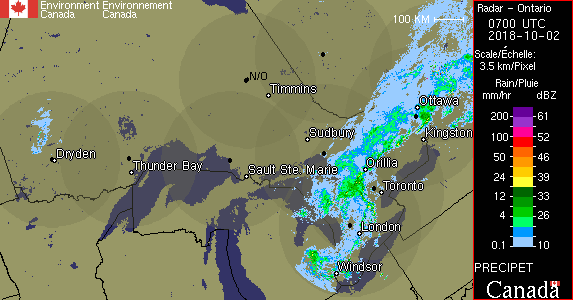 Environment Environnement
Canada Canada
100 KM
N/O
Timmins
Ottawa
Sudbury
Kingston
Dryden
Thunder Bay
Sault Ste. Marie
Orillia
Toronto
London
Windsor
Radar - Ontario
0700 UTC
2018-10-02
Scale/Échelle:
3.5 km/Pixel
Rain/Pluie
mm/hr dBZ
200 61
100 52
50 46
24 39
12 33
4 26
0.1 10
PRECIPET
Canada